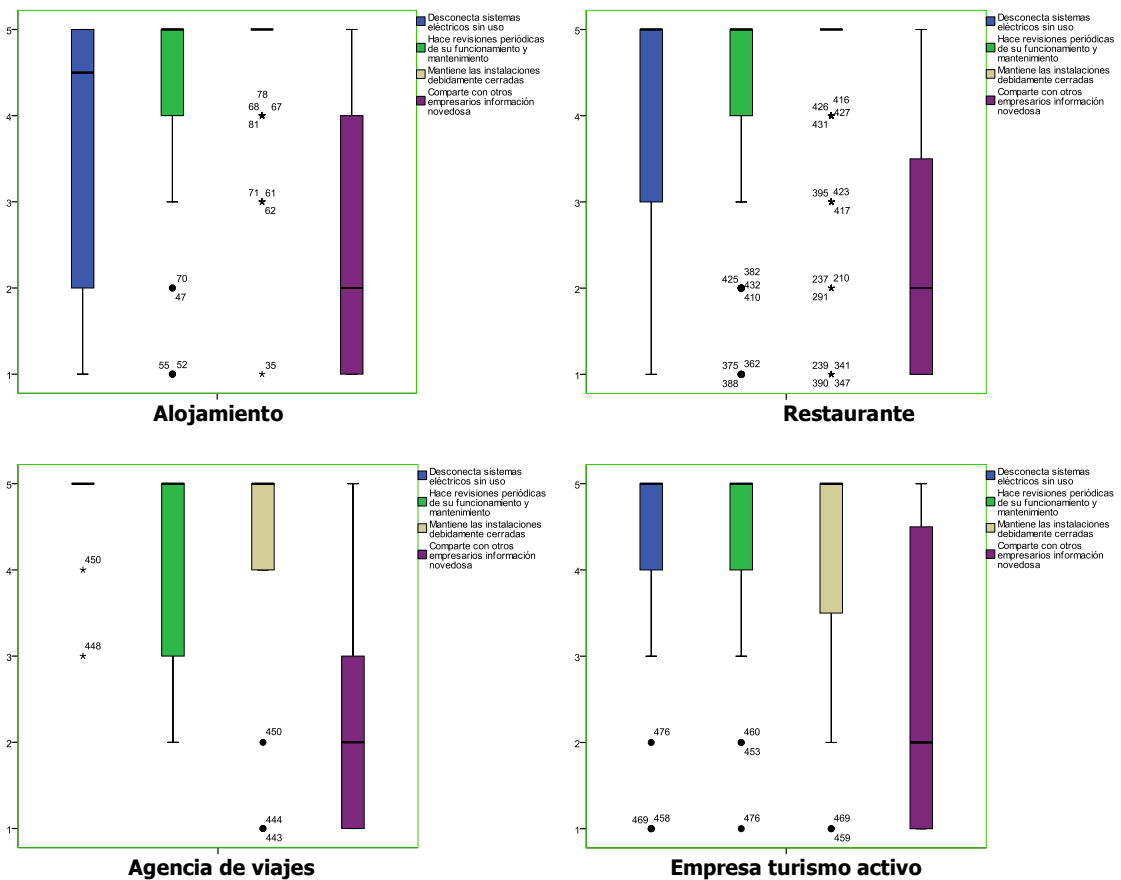 5
4
3
2
1
78
68 67
81
71 61
62
70
47
55 52
35
Desconecta sistemas
eléctricos sin uso
Hace revisiones periódicas
de su funcionamiento y
mantenimiento
Mantiene las instalaciones
debidamente cerradas
Comparte con otros
empresarios información
novedosa
Alojamiento
5
4
3
2
1
416
426 427
431
395 423
417
382
425 432
410
237 210
291
375 362
388
239 341
390 347
Desconecta sistemas
eléctricos sin uso
Hace revisiones periódicas
de su funcionamiento y
mantenimiento
Mantiene las instalaciones
debidamente cerradas
Comparte con otros
empresarios información
novedosa
Restaurante
5
4
3
2
1
450
448
450
444
443
Desconecta sistemas
eléctricos sin uso
Hace revisiones periódicas
de su funcionamiento y
mantenimiento
Mantiene las instalaciones
debidamente cerradas
Comparte con otros
empresarios información
novedosa
Agencia de viajes
5
4
3
2
1
476
460
453
469 458
476
469
459
Desconecta sistemas
eléctricos sin uso
Hace revisiones periódicas
de su funcionamiento y
mantenimiento
Mantiene las instalaciones
debidamente cerradas
Comparte con otros
empresarios información
novedosa
Empresa turismo activo